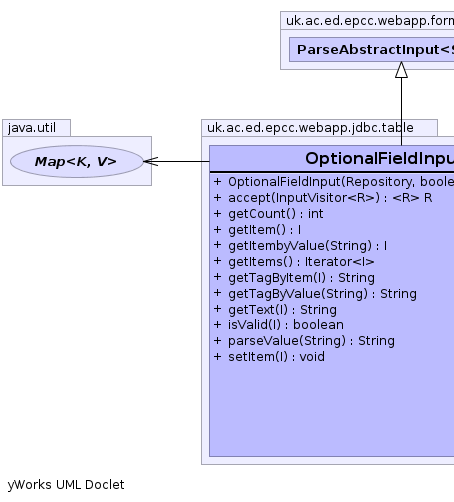 uk.ac.ed.epcc.webapp.form
ParseAbstractInput<S
java.util
Map<K, V>
uk.ac.ed.epcc.webapp.jdbc.table
OptionalFieldInpu
+ OptionalFieldInput(Repository, boole
+ accept(InputVisitor<R>) : <R> R
+ getCount() : int
+ getItem() : I
+ getItembyValue(String) : I
+ getItems() : Iterator<I>
+ getTagByItem(I) : String
+ getTagByValue(String) : String
+ getText(I) : String
+ isValid(I) : boolean
+ parseValue(String) : String
+ setItem(I) : void
yWorks UML Doclet